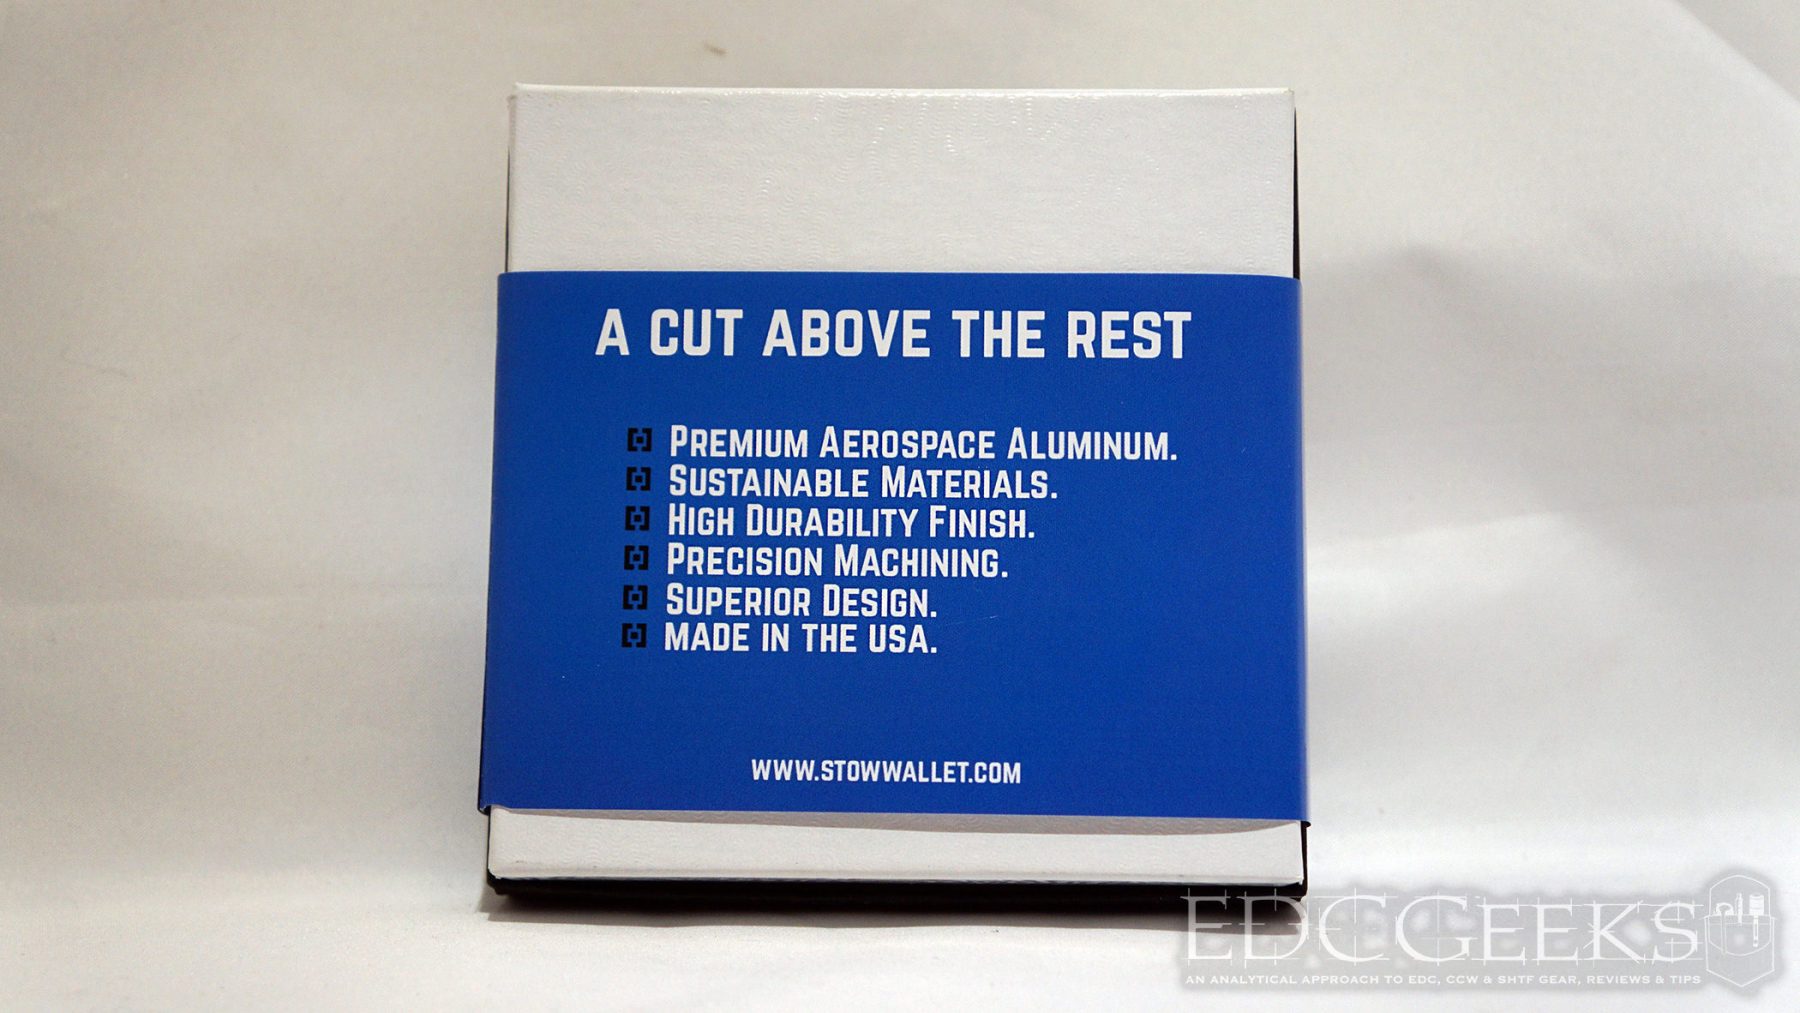 A CUT ABOVE THE REST
PREMIUM AEROSPACE ALUMINUM.
SUSTAINABLE MATERIALS.
HIGH DURABILITY FINISH.
PRECISION MACHINING.
SUPERIOR DESIGN.
MADE IN THE USA.
WWW.STOWWALLET.COM
EDCGEEKS
AN ANALYTICAL APPROACH TO EDC, CCW & SHTF GEAR, REVIEWS & TIPS